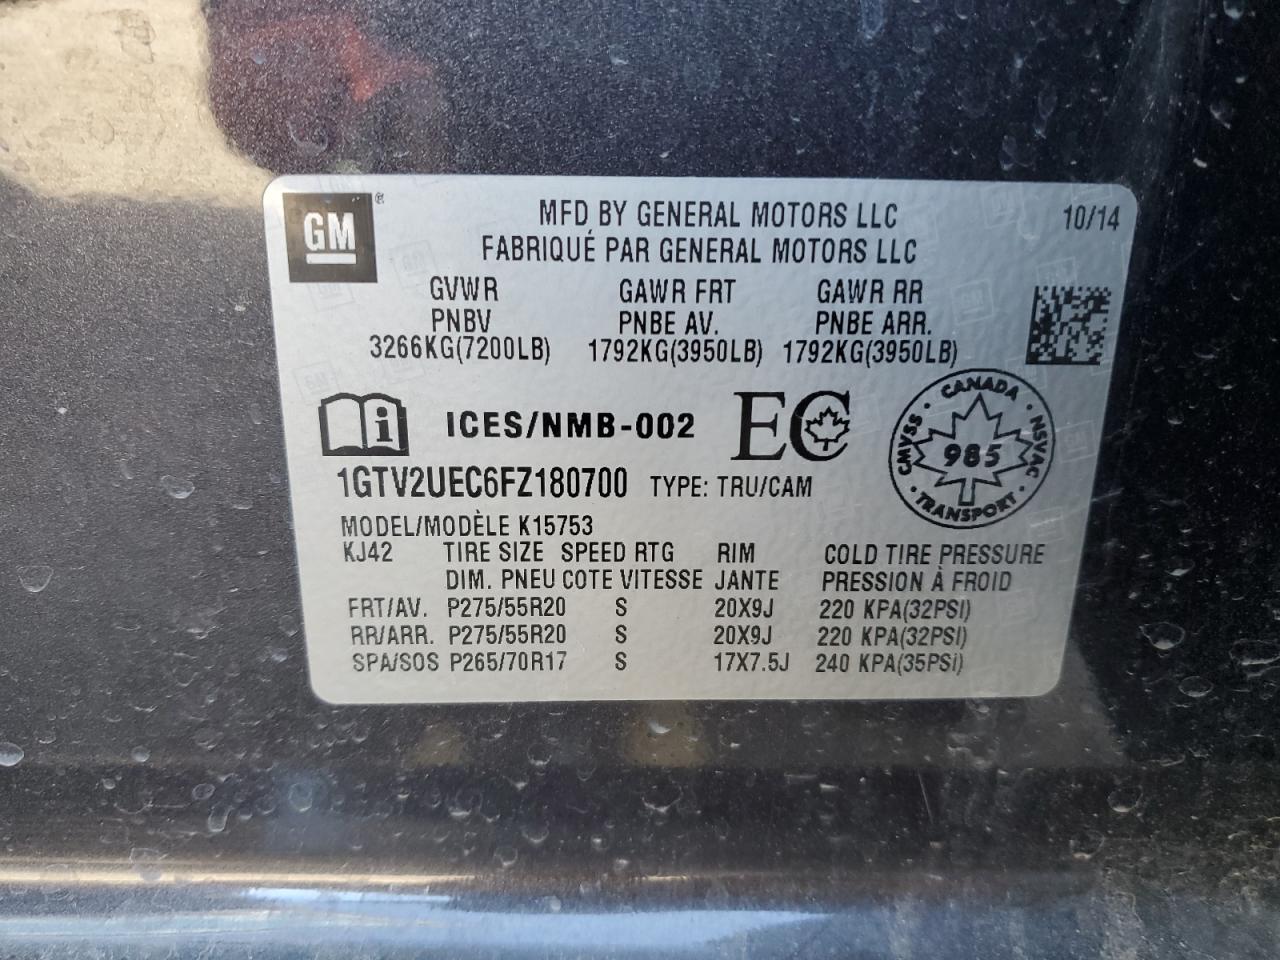 GM ®
MFD BY GENERAL MOTORS LLC 10/14
FABRIQUÉ PAR GENERAL MOTORS LLC
GVWR GAWR FRT GAWR RR
PNBV PNBE AV. PNBE ARR.
3266KG(7200LB) 1792KG(3950LB) 1792KG(3950LB)
i ICES/NMB-002 EC
CANADA CMVSS • NSVAC • 985 TRANSPORT
1GTV2UEC6FZ180700 TYPE: TRU/CAM
MODEL/MODÈLE K15753
KJ42 TIRE SIZE SPEED RTG RIM COLD TIRE PRESSURE
DIM. PNEU COTE VITESSE JANTE PRESSION À FROID
FRT/AV. P275/55R20 S 20X9J 220 KPA(32PSI)
RR/ARR. P275/55R20 S 20X9J 220 KPA(32PSI)
SPA/SOS P265/70R17 S 17X7.5J 240 KPA(35PSI)